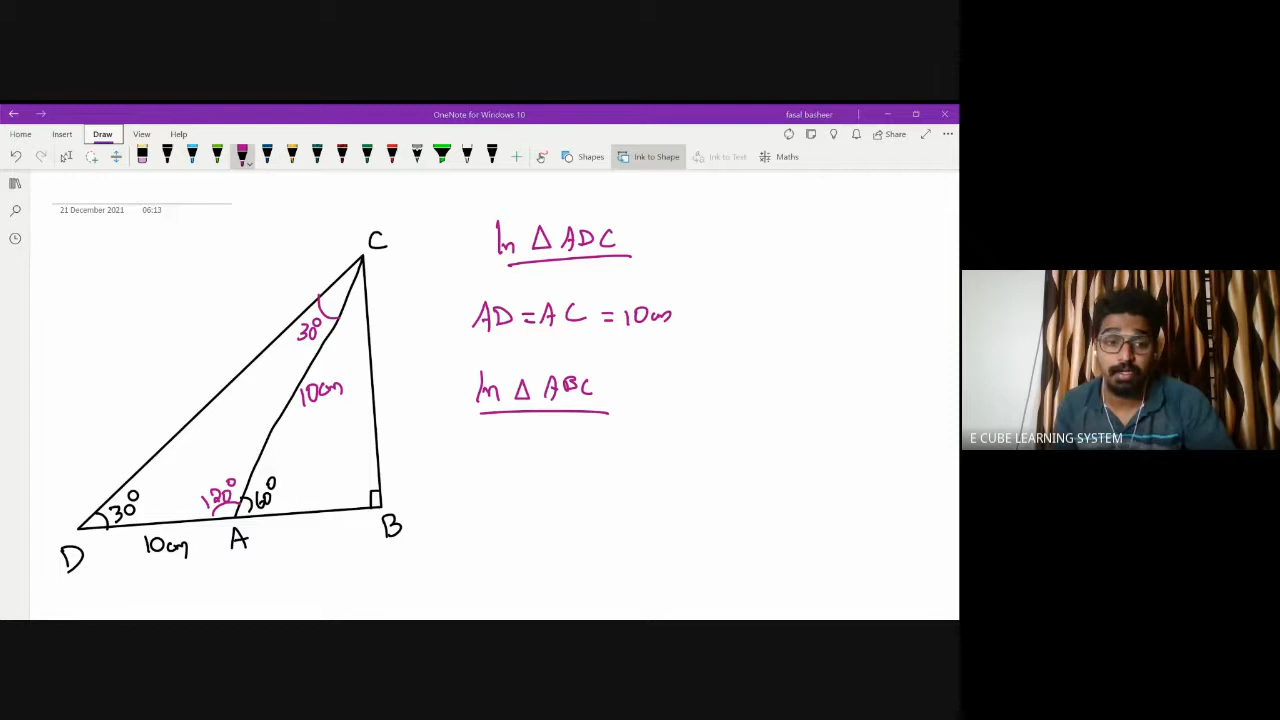 OneNote for Windows 10
fasal basheer
Home Insert Draw View Help
Share
Shapes
Ink to Shape
Ink to Text
Maths
21 December 2021 06:13
C
ln Δ ADC
30°
AD = AC = 10cm
10cm
ln Δ ABC
120°
60°
30°
D
10cm
A
B
E CUBE LEARNING SYSTEM